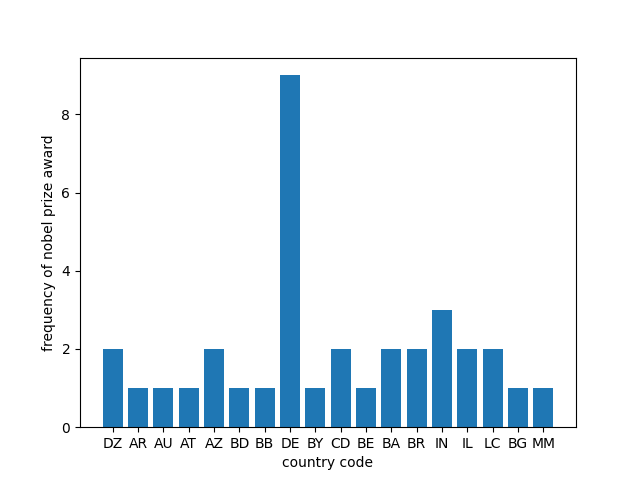 8
6
4
2
0
frequency of nobel prize award
DZ AR AU AT AZ BD BB DE BY CD BE BA BR IN IL LC BG MM
country code